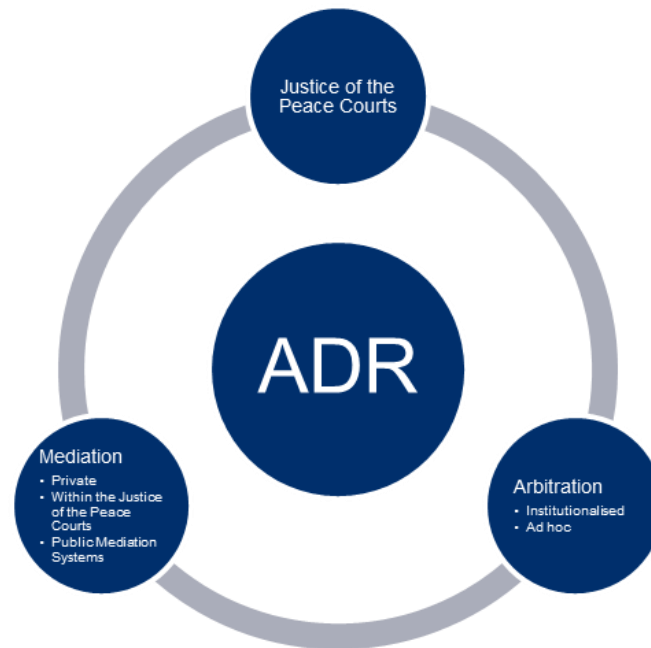 Justice of the
Peace Courts
ADR
Mediation
• Private
• Within the Justice
of the Peace
Courts
• Public Mediation
Systems
Arbitration
• Institutionalised
• Ad hoc